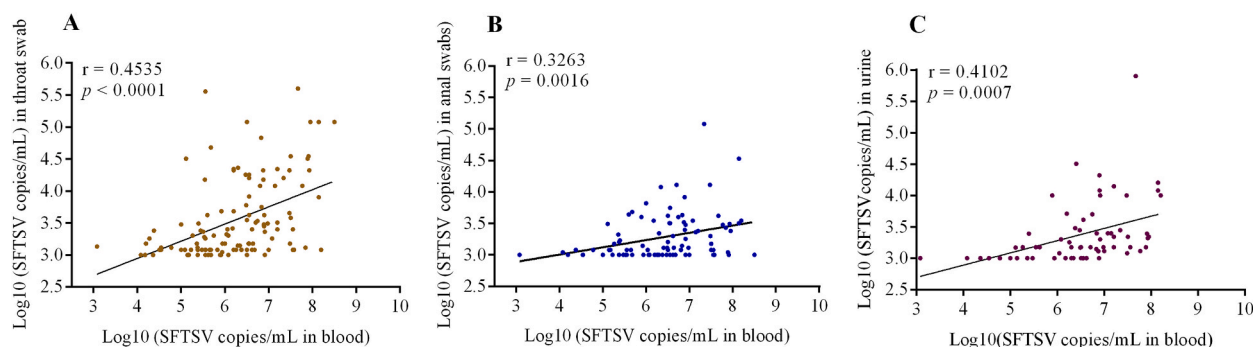 A
Log10 (SFTSV copies/mL) in throat swab
r = 0.4535
p < 0.0001
6.0
5.5
5.0
4.5
4.0
3.5
3.0
2.5
3 4 5 6 7 8 9 10
Log10 (SFTSV copies/mL in blood)
B
Log10 (SFTSV copies/mL) in anal swabs)
r = 0.3263
p = 0.0016
6.0
5.5
5.0
4.5
4.0
3.5
3.0
2.5
3 4 5 6 7 8 9 10
Log10 (SFTSV copies/mL in blood)
C
Log10 (SFTSV copies/mL) in urine
r = 0.4102
p = 0.0007
6.0
5.5
5.0
4.5
4.0
3.5
3.0
2.5
3 4 5 6 7 8 9 10
Log10(SFTSV copies/mL in blood)